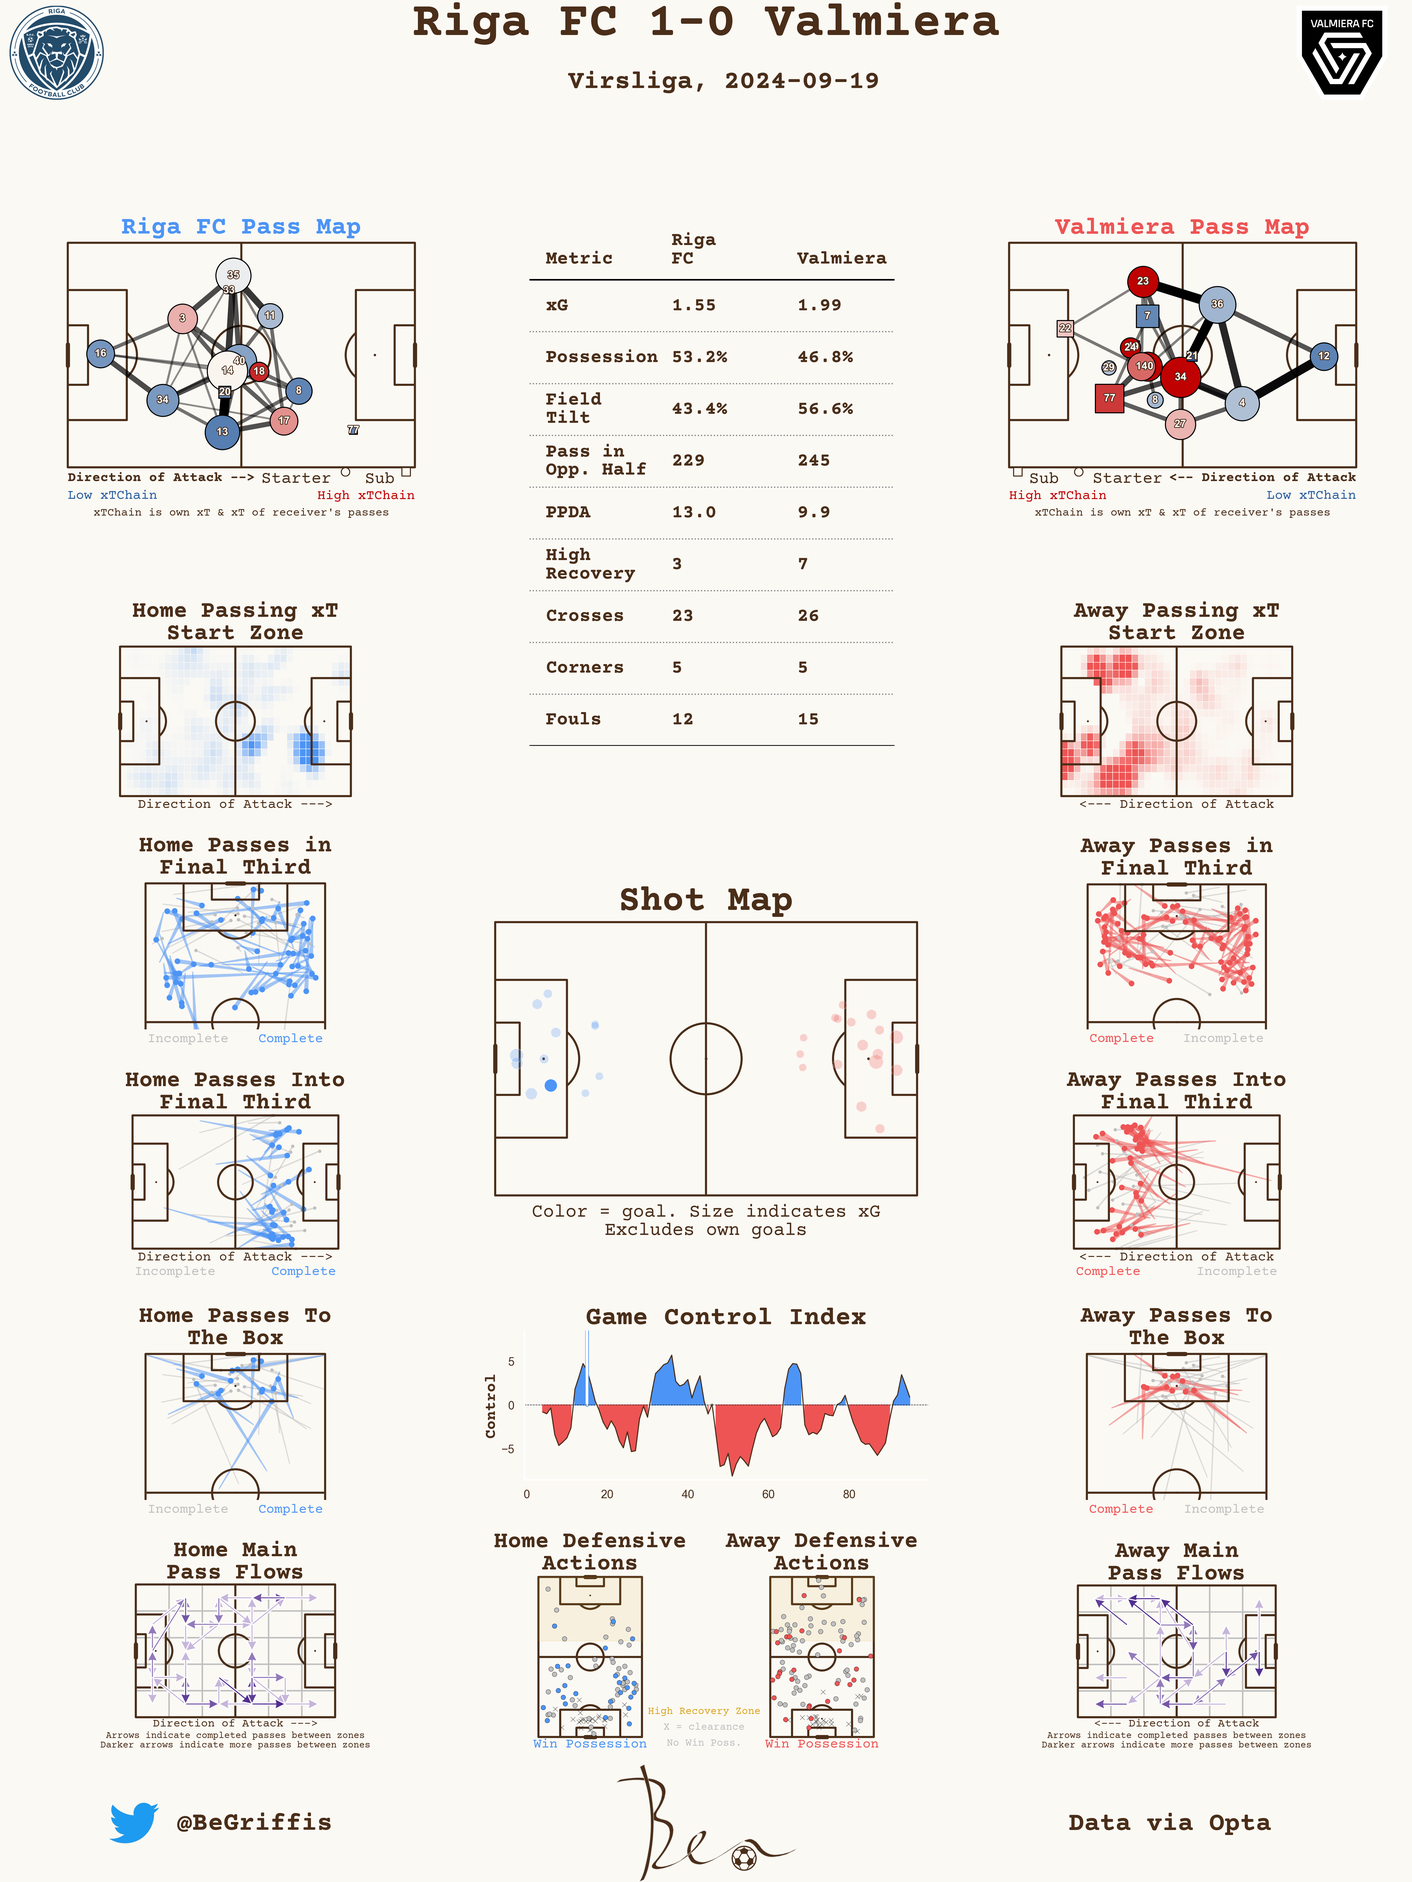 Riga FC 1-0 Valmiera
Virsliga, 2024-09-19
RIGA
FOOTBALL CLUB
VALMIERA FC
Riga FC Pass Map
35
33
3
11
16
40
14
18
20
8
34
17
13
77
Direction of Attack --> Starter Sub
Low xTChain High xTChain
xTChain is own xT & xT of receiver's passes
Metric Riga FC Valmiera
xG 1.55 1.99
Possession 53.2% 46.8%
Field Tilt 43.4% 56.6%
Pass in Opp. Half 229 245
PPDA 13.0 9.9
High Recovery 3 7
Crosses 23 26
Corners 5 5
Fouls 12 15
Valmiera Pass Map
23
36
7
22
24
21
12
29
140
34
77
8
4
27
Sub Starter <-- Direction of Attack
High xTChain Low xTChain
xTChain is own xT & xT of receiver's passes
Home Passing xT
Start Zone
Direction of Attack --->
Away Passing xT
Start Zone
<--- Direction of Attack
Home Passes in
Final Third
Incomplete Complete
Away Passes in
Final Third
Complete Incomplete
Shot Map
Color = goal. Size indicates xG
Excludes own goals
Home Passes Into
Final Third
Direction of Attack --->
Incomplete Complete
Away Passes Into
Final Third
<--- Direction of Attack
Complete Incomplete
Home Passes To
The Box
Incomplete Complete
Game Control Index
Control
5
0
−5
0 20 40 60 80
Away Passes To
The Box
Complete Incomplete
Home Main
Pass Flows
Direction of Attack --->
Arrows indicate completed passes between zones
Darker arrows indicate more passes between zones
Home Defensive
Actions
Win Possession
Away Defensive
Actions
Win Possession
High Recovery Zone
X = clearance
No Win Poss.
Away Main
Pass Flows
<--- Direction of Attack
Arrows indicate completed passes between zones
Darker arrows indicate more passes between zones
@BeGriffis
Ben
Data via Opta